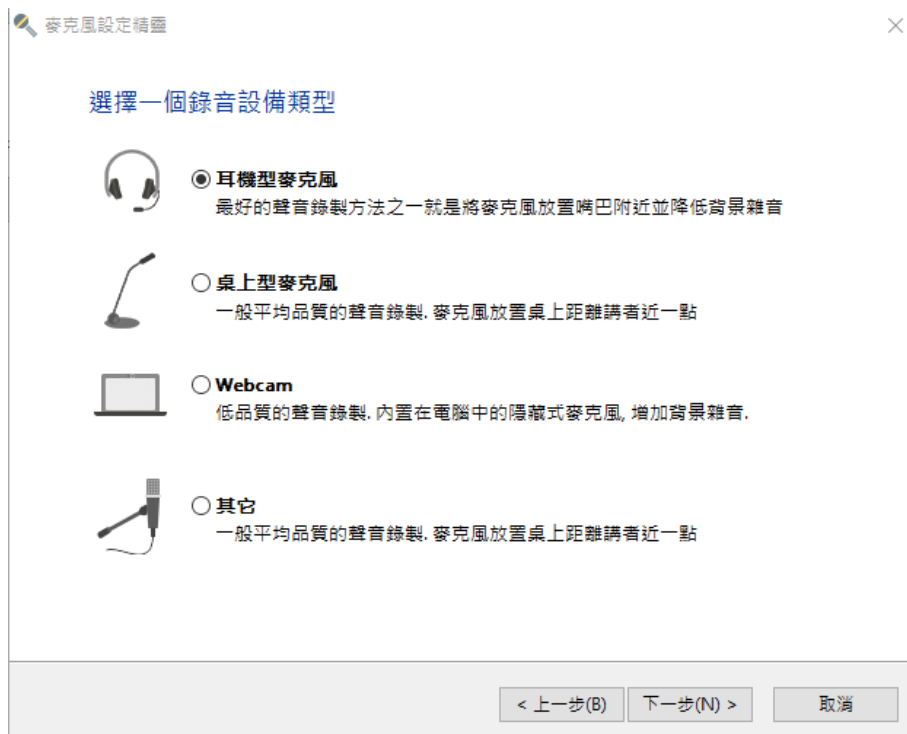 麥克風設定精靈
選擇一個錄音設備類型
耳機型麥克風
最好的聲音錄製方法之一就是將麥克風放置嘴巴附近並降低背景雜音
桌上型麥克風
一般平均品質的聲音錄製. 麥克風放置桌上距離講者近一點
Webcam
低品質的聲音錄製. 內置在電腦中的隱藏式麥克風, 增加背景雜音.
其它
一般平均品質的聲音錄製. 麥克風放置桌上距離講者近一點
< 上一步(B) 下一步(N) > 取消